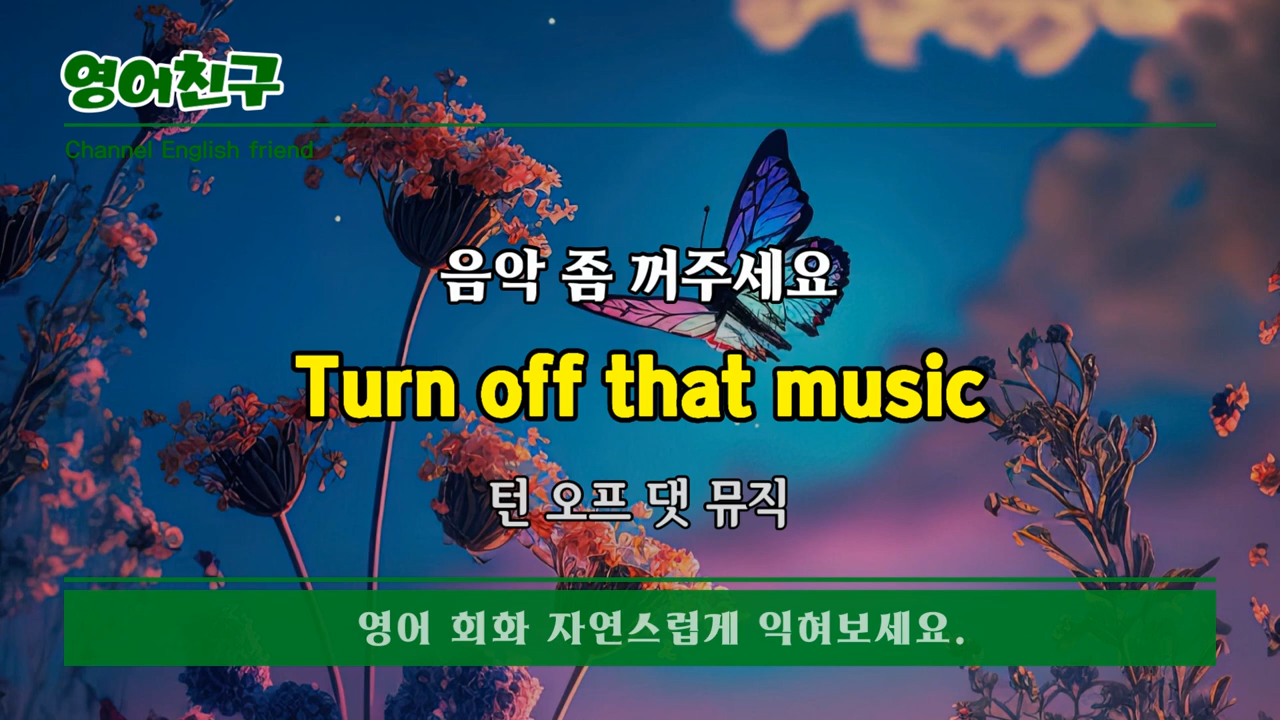 영어친구
Channel English friend
음악 좀 꺼주세요
Turn off that music
턴 오프 댓 뮤직
영어 회화 자연스럽게 익혀보세요.